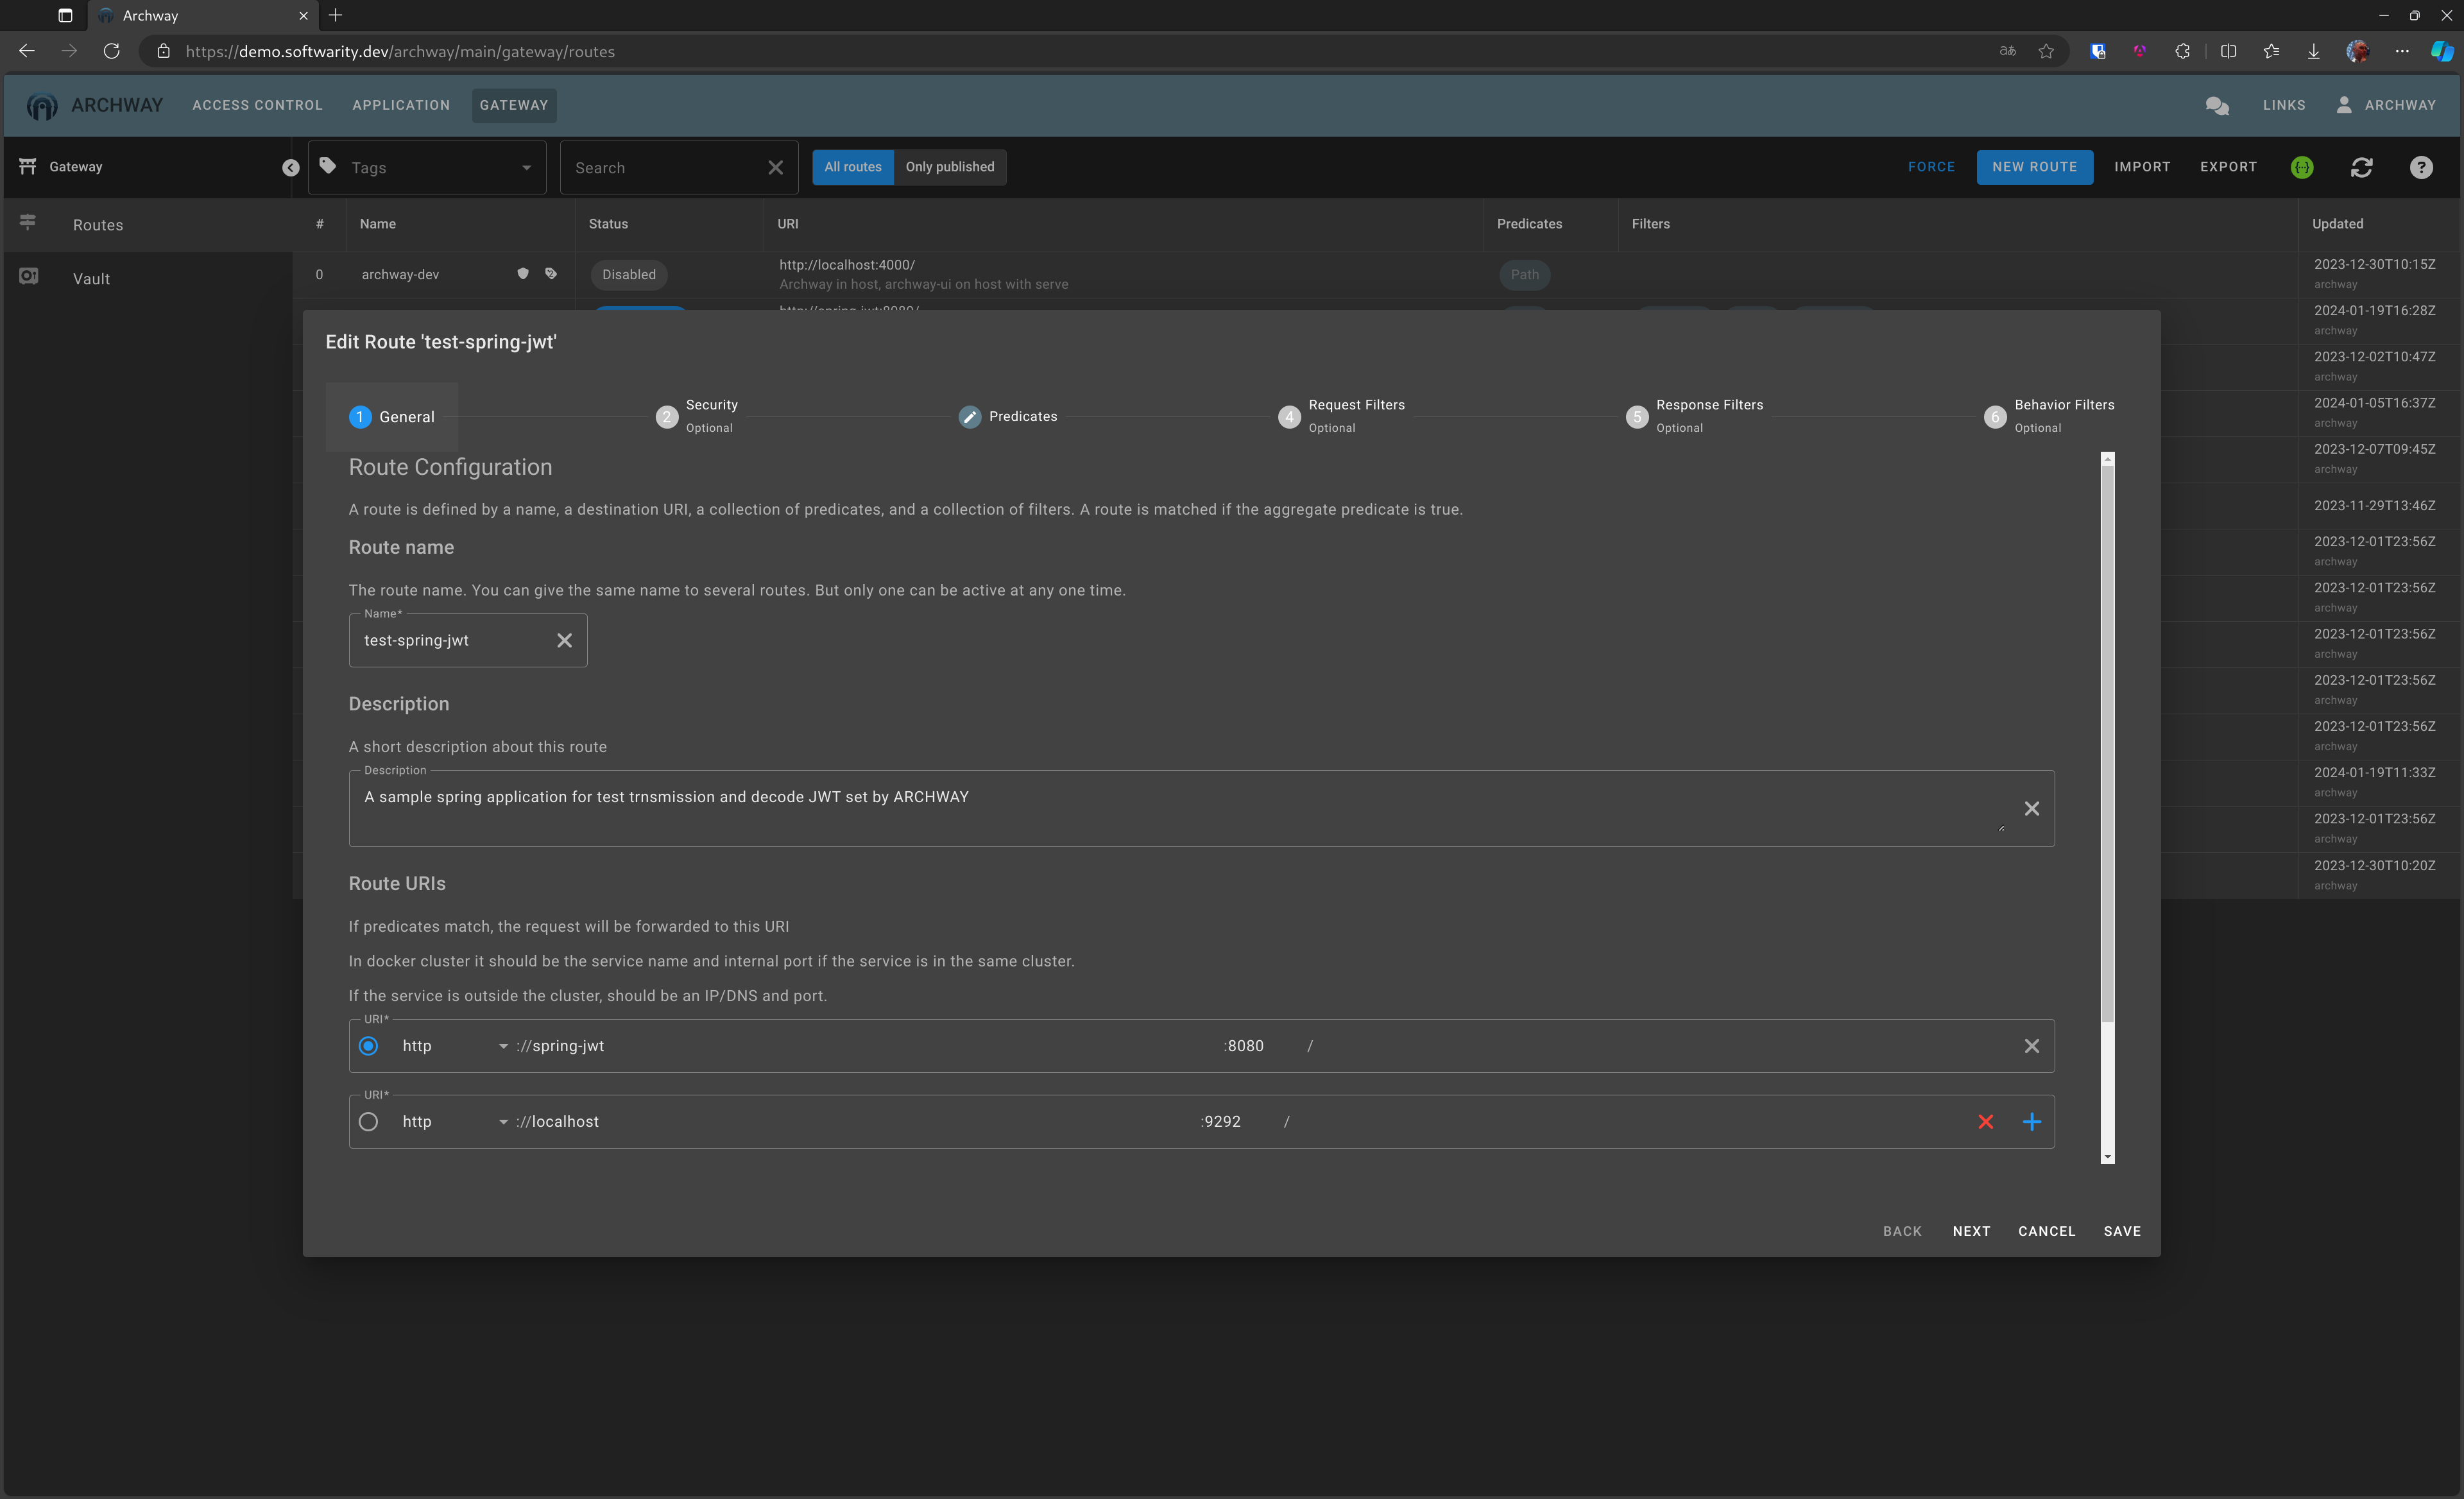 Archway
https://demo.softwarity.dev/archway/main/gateway/routes
ARCHWAY ACCESS CONTROL APPLICATION GATEWAY LINKS ARCHWAY
Gateway Tags Search All routes Only published FORCE NEW ROUTE IMPORT EXPORT
Routes # Name Status URI Predicates Filters Updated
Vault
0 archway-dev Disabled http://localhost:4000/ Path 2023-12-30T10:15Z
Archway in host, archway-ui on host with serve archway
http://spring-jwt:8080/ 2024-01-19T16:28Z
archway
2023-12-02T10:47Z
archway
2024-01-05T16:37Z
archway
2023-12-07T09:45Z
archway
2023-11-29T13:46Z
2023-12-01T23:56Z
archway
2023-12-01T23:56Z
archway
2023-12-01T23:56Z
archway
2023-12-01T23:56Z
archway
2023-12-01T23:56Z
archway
2024-01-19T11:33Z
archway
2023-12-01T23:56Z
archway
2023-12-30T10:20Z
archway
Edit Route 'test-spring-jwt'
1 General
2 Security
Optional
Predicates
4 Request Filters
Optional
5 Response Filters
Optional
6 Behavior Filters
Optional
Route Configuration
A route is defined by a name, a destination URI, a collection of predicates, and a collection of filters. A route is matched if the aggregate predicate is true.
Route name
The route name. You can give the same name to several routes. But only one can be active at any one time.
Name*
test-spring-jwt
Description
A short description about this route
Description
A sample spring application for test trnsmission and decode JWT set by ARCHWAY
Route URIs
If predicates match, the request will be forwarded to this URI
In docker cluster it should be the service name and internal port if the service is in the same cluster.
If the service is outside the cluster, should be an IP/DNS and port.
URI*
http ://spring-jwt :8080 /
URI*
http ://localhost :9292 /
BACK NEXT CANCEL SAVE